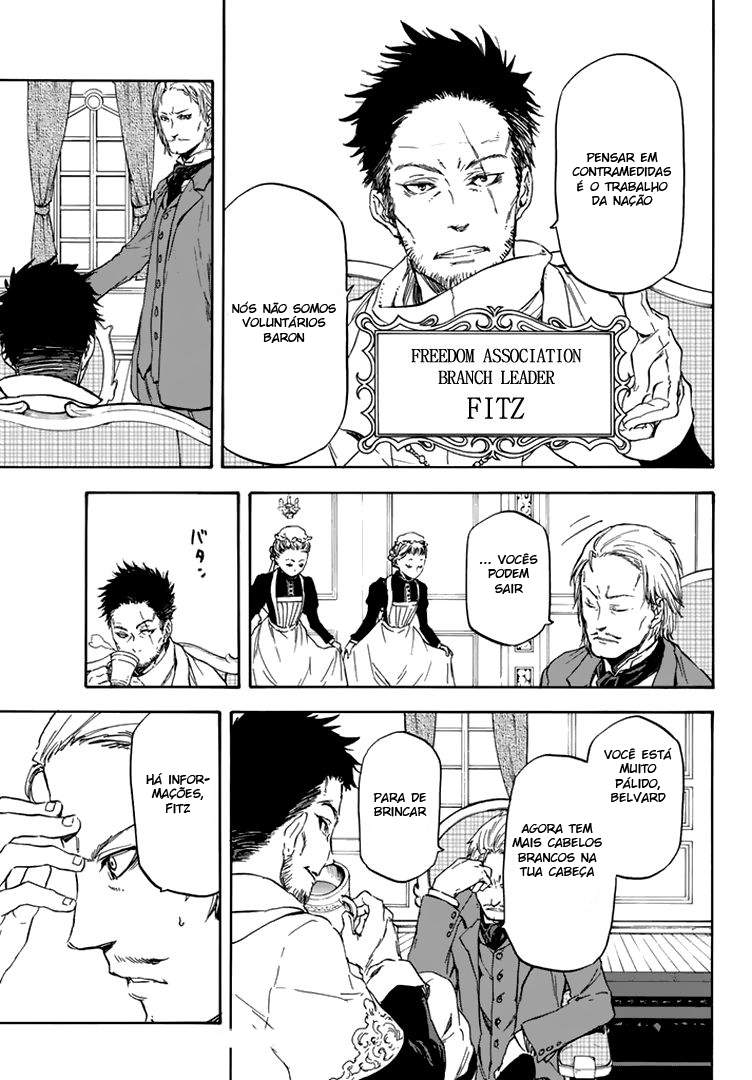 PENSAR EM
CONTRAMEDIDAS
É O TRABALHO
DA NAÇÃO
NÓS NÃO SOMOS
VOLUNTÁRIOS
BARON
FREEDOM ASSOCIATION
BRANCH LEADER
FITZ
... VOCÊS
PODEM
SAIR
バタン
VOCÊ ESTÁ
MUITO
PÁLIDO,
BELVARD
AGORA TEM
MAIS CABELOS
BRANCOS NA
TUA CABEÇA
PARA DE
BRINCAR
HÁ INFOR-
MAÇÕES,
FITZ